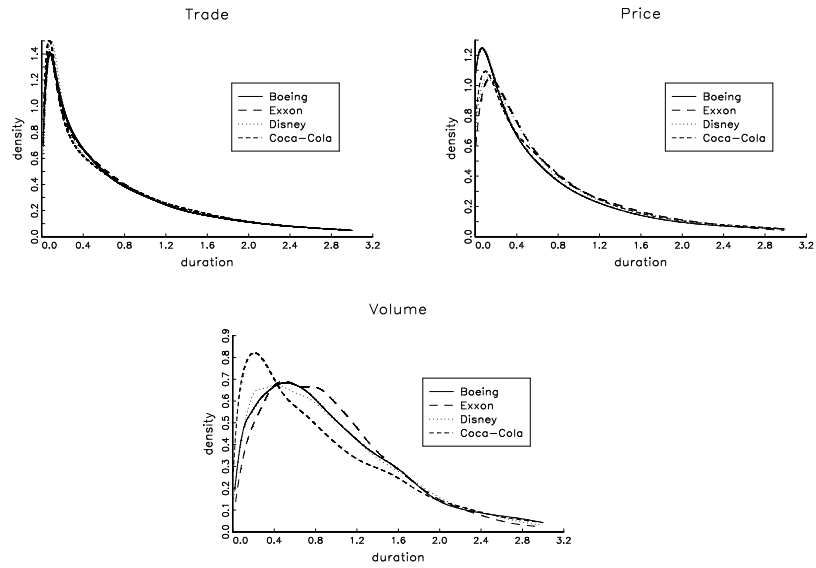 Trade
density
0.0 0.2 0.4 0.6 0.8 1.0 1.2 1.4
Boeing
Exxon
Disney
Coca-Cola
0.0 0.4 0.8 1.2 1.6 2.0 2.4 2.8 3.2
duration
Price
density
0.0 0.2 0.4 0.6 0.8 1.0 1.2
Boeing
Exxon
Disney
Coca-Cola
0.0 0.4 0.8 1.2 1.6 2.0 2.4 2.8 3.2
duration
Volume
density
0.0 0.1 0.2 0.3 0.4 0.5 0.6 0.7 0.8 0.9
Boeing
Exxon
Disney
Coca-Cola
0.0 0.4 0.8 1.2 1.6 2.0 2.4 2.8 3.2
duration